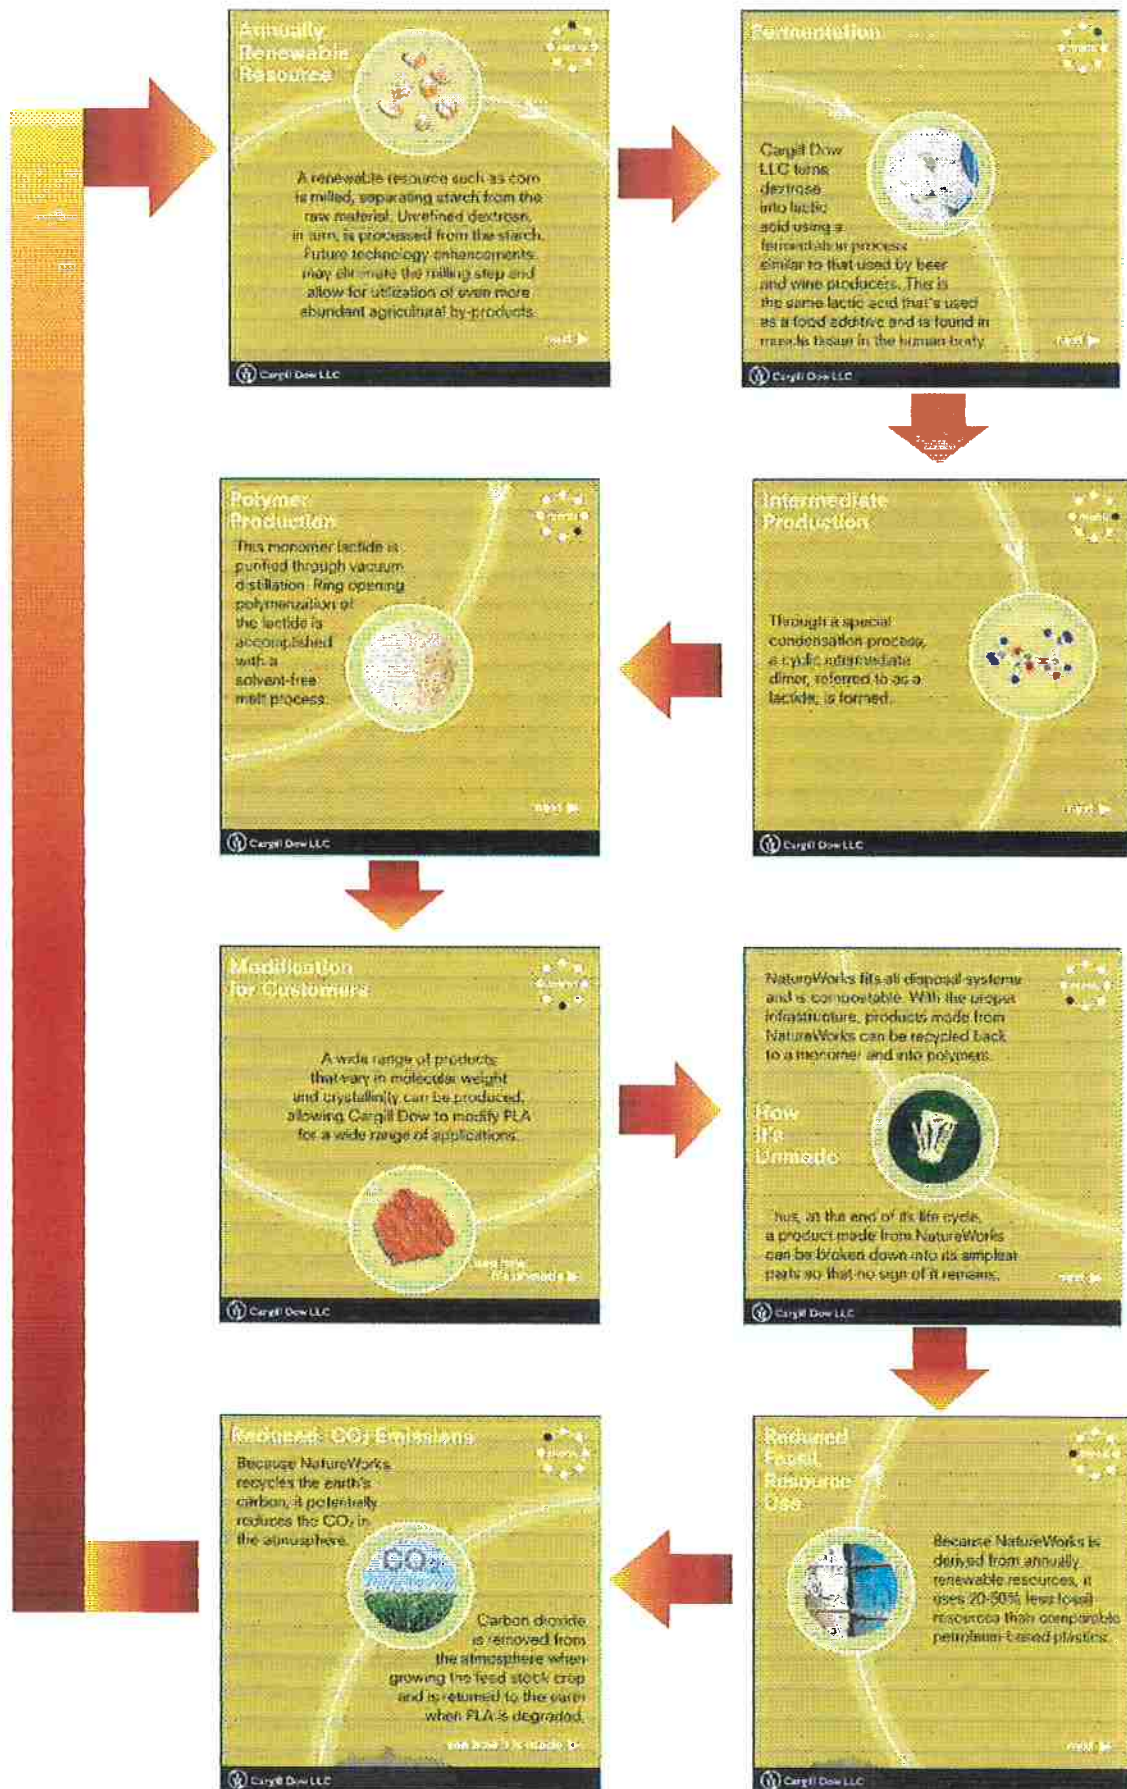 Annually
Renewable
Resource
A renewable resource such as corn
is milled, separating starch from the
raw material. Unrefined dextrose,
in turn, is processed from the starch.
Future technology enhancements
may eliminate the milling step and
allow for utilization of even more
abundant agricultural by-products.
next
Cargill Dow LLC
Fermentation
Cargill Dow
LLC turns
dextrose
into lactic
acid using a
fermentation process
similar to that used by beer
and wine producers. This is
the same lactic acid that's used
as a food additive and is found in
muscle tissue in the human body.
next
Cargill Dow LLC
Intermediate
Production
Through a special
condensation process,
a cyclic intermediate
dimer, referred to as a
lactide, is formed.
next
Cargill Dow LLC
Polymer
Production
This monomer lactide is
purified through vacuum
distillation. Ring opening
polymerization of
the lactide is
accomplished
with a
solvent-free
melt process.
next
Cargill Dow LLC
Modification
for Customers
A wide range of products
that vary in molecular weight
and crystallinity can be produced,
allowing Cargill Dow to modify PLA
for a wide range of applications.
see how
it's unmade
Cargill Dow LLC
NatureWorks fits all disposal systems
and is compostable. With the proper
infrastructure, products made from
NatureWorks can be recycled back
to a monomer and into polymers.
How
It's
Unmade
Thus, at the end of its life cycle,
a product made from NatureWorks
can be broken down into its simplest
parts so that no sign of it remains.
next
Cargill Dow LLC
Reduced
Fossil
Resource
Use
Because NatureWorks is
derived from annually
renewable resources, it
uses 20-50% less fossil
resources than comparable
petroleum-based plastics.
next
Cargill Dow LLC
Reduced CO₂ Emissions
Because NatureWorks
recycles the earth's
carbon, it potentially
reduces the CO₂ in
the atmosphere.
CO₂
Carbon dioxide
is removed from
the atmosphere when
growing the feed stock crop
and is returned to the earth
when PLA is degraded.
see how it is made
Cargill Dow LLC